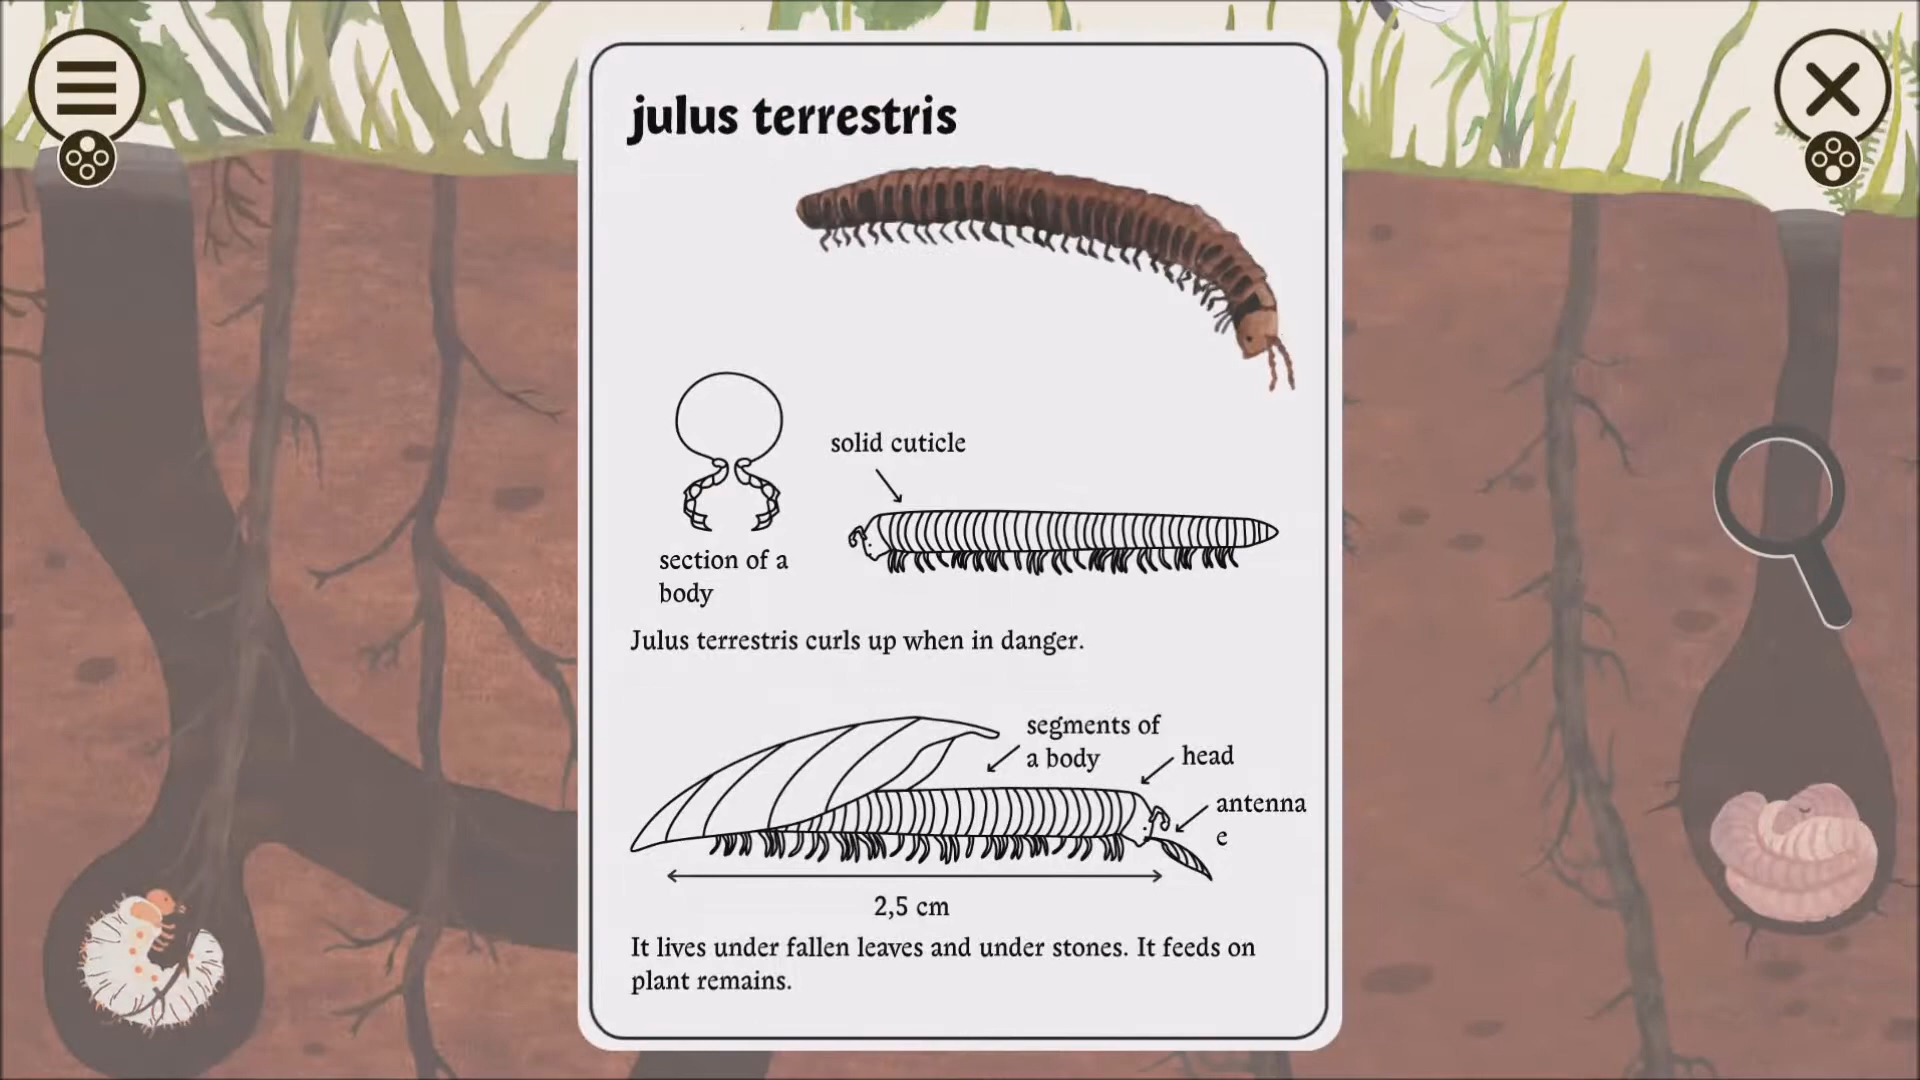 julus terrestris
solid cuticle
section of a
body
Julus terrestris curls up when in danger.
segments of
a body
head
antenna
e
2,5 cm
It lives under fallen leaves and under stones. It feeds on
plant remains.